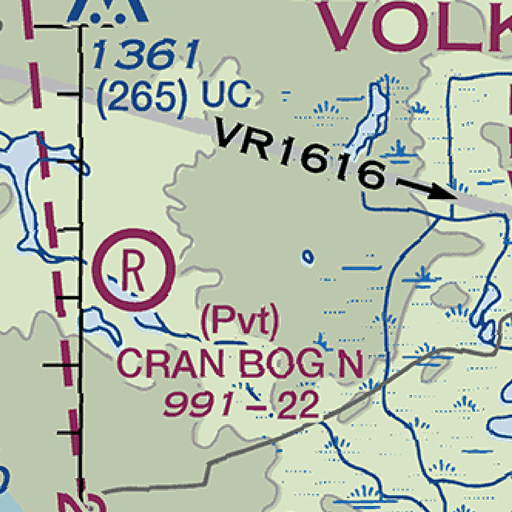 VOLK
1361
(265) UC
VR1616
R
(Pvt)
CRAN BOG N
991 - 22